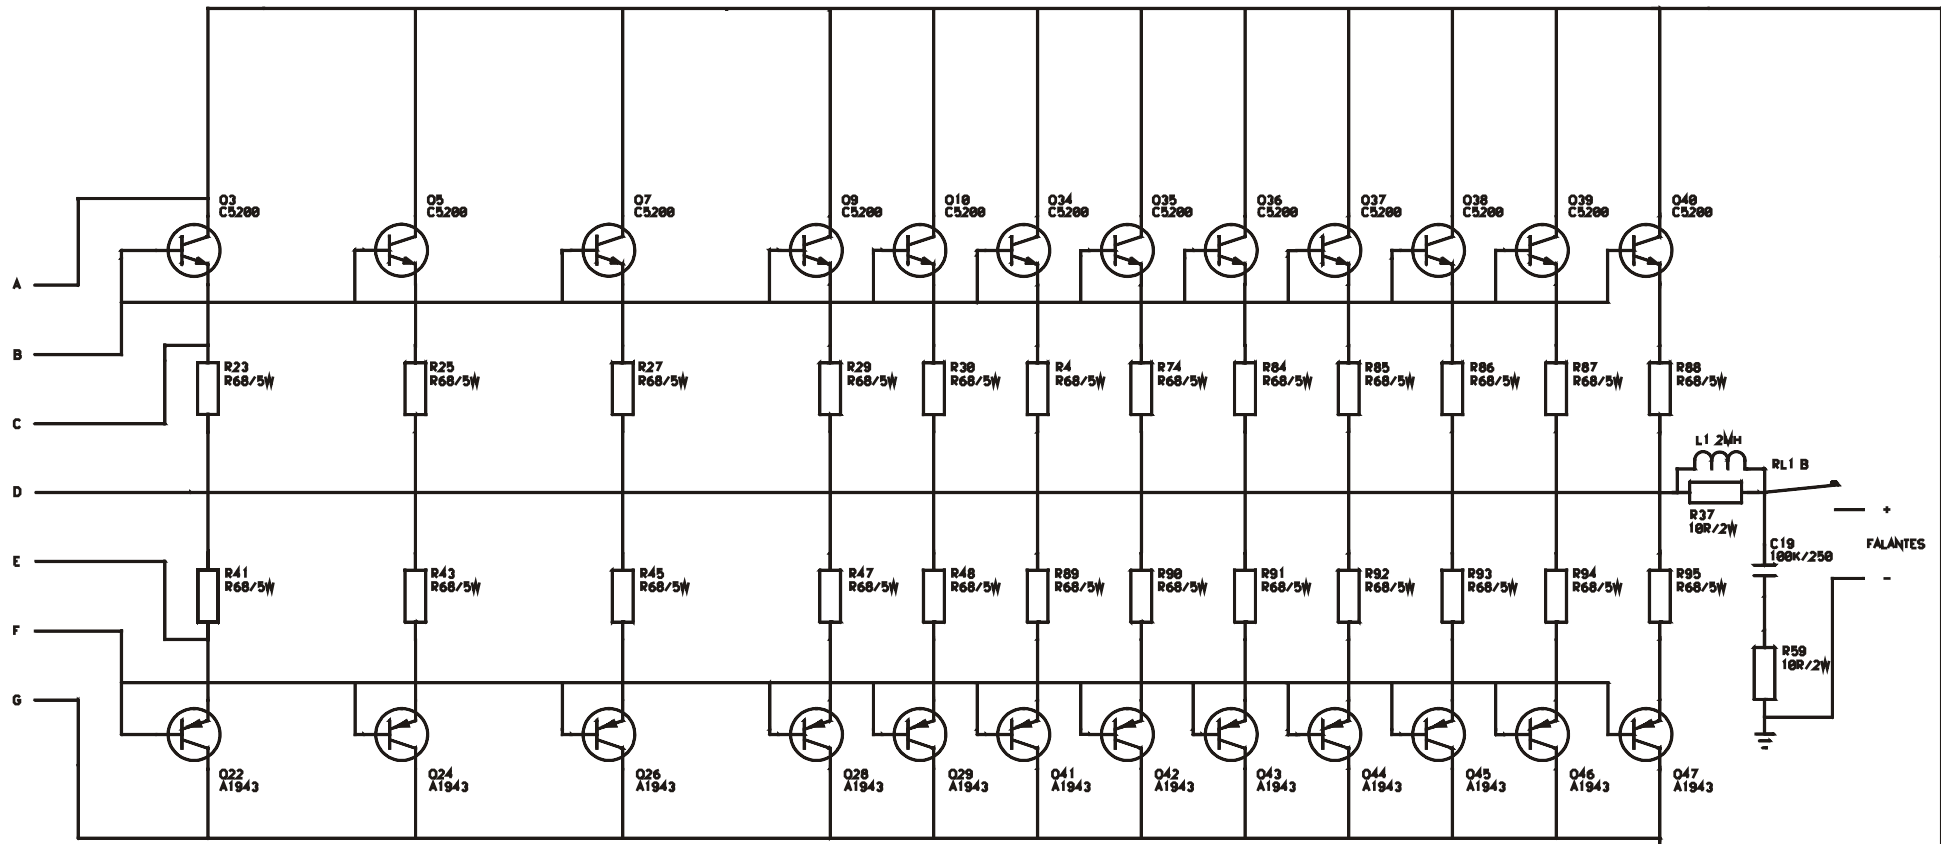 Q3
C5200
Q5
C5200
Q7
C5200
Q9
C5200
Q10
C5200
Q34
C5200
Q35
C5200
Q36
C5200
Q37
C5200
Q38
C5200
Q39
C5200
Q40
C5200
A
B
C
D
E
F
G
R23
R68/5W
R25
R68/5W
R27
R68/5W
R29
R68/5W
R30
R68/5W
R4
R68/5W
R74
R68/5W
R84
R68/5W
R85
R68/5W
R86
R68/5W
R87
R68/5W
R88
R68/5W
L1 2MH
RL1 B
R37
10R/2W
+
FALANTES
-
C19
100K/250
R59
10R/2W
R41
R68/5W
R43
R68/5W
R45
R68/5W
R47
R68/5W
R48
R68/5W
R89
R68/5W
R90
R68/5W
R91
R68/5W
R92
R68/5W
R93
R68/5W
R94
R68/5W
R95
R68/5W
Q22
A1943
Q24
A1943
Q26
A1943
Q28
A1943
Q29
A1943
Q41
A1943
Q42
A1943
Q43
A1943
Q44
A1943
Q45
A1943
Q46
A1943
Q47
A1943